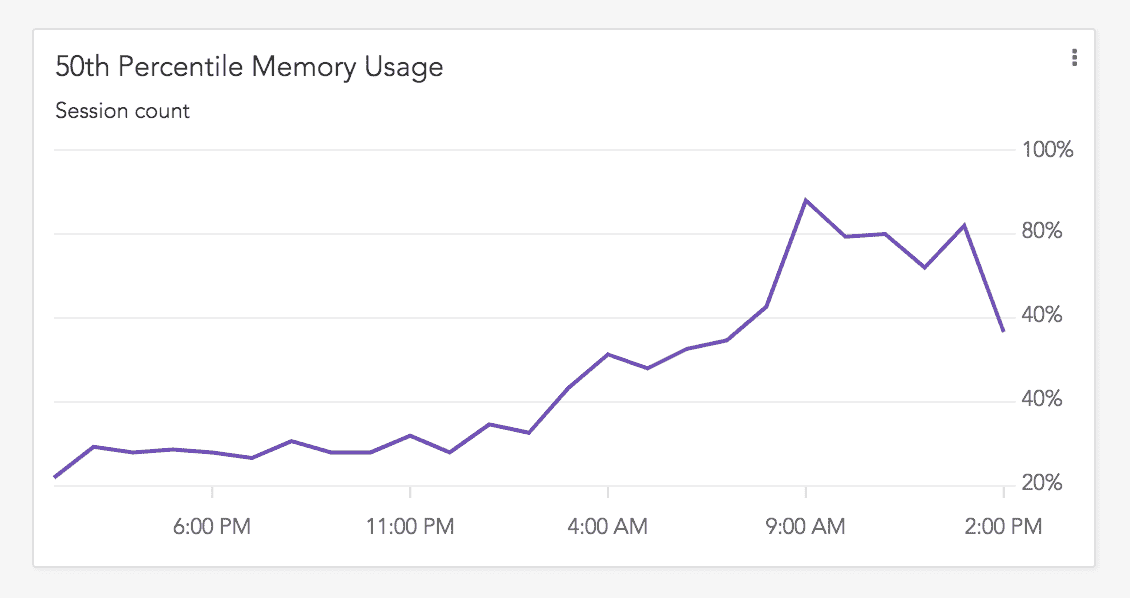 50th Percentile Memory Usage
Session count
100%
80%
40%
40%
20%
6:00 PM 11:00 PM 4:00 AM 9:00 AM 2:00 PM